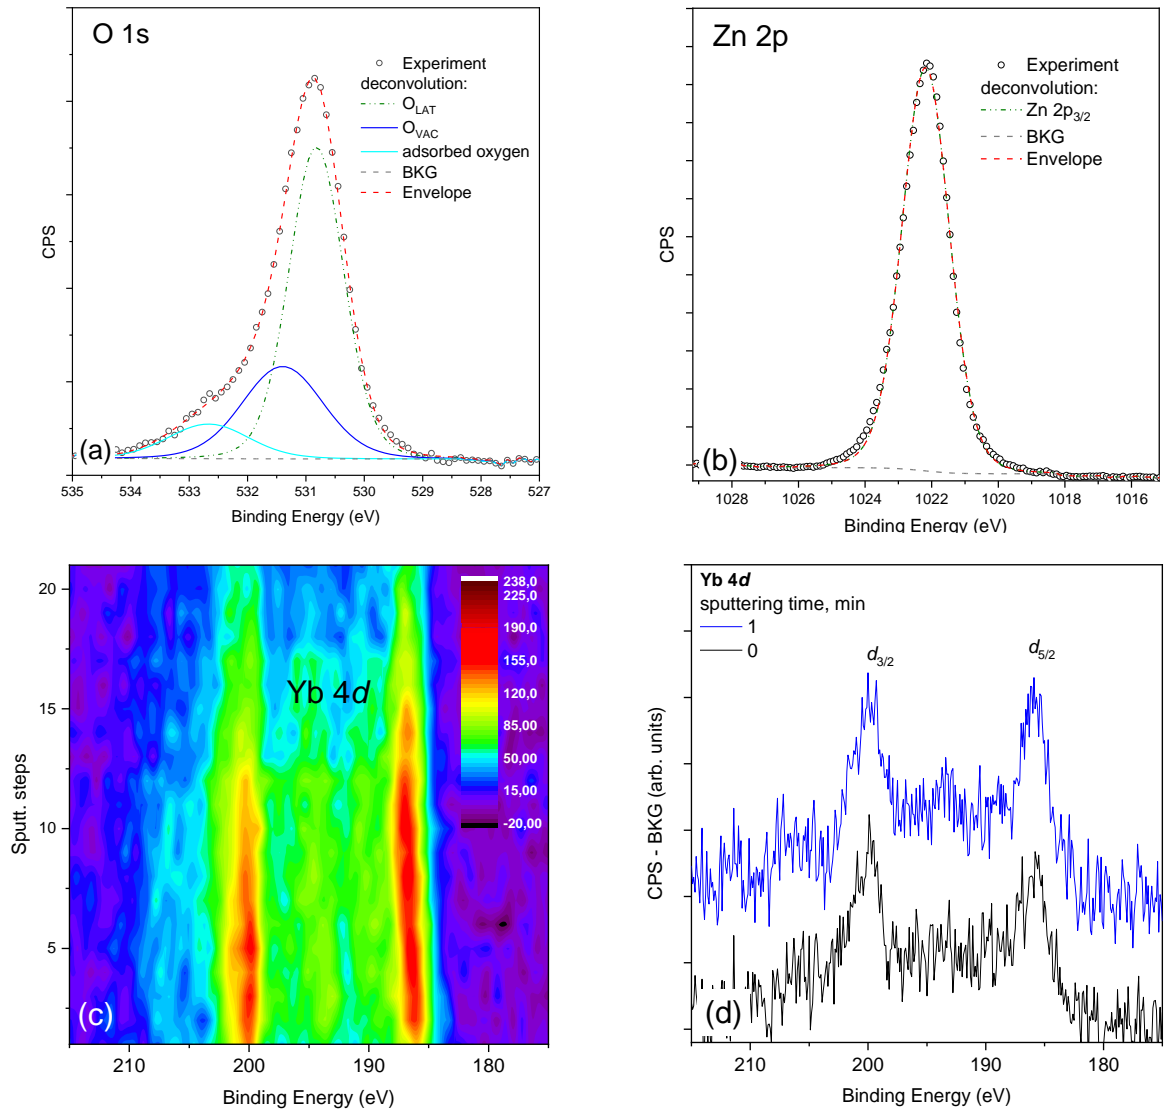 O 1s
Experiment
deconvolution:
O_LAT
O_VAC
adsorbed oxygen
BKG
Envelope
CPS
(a)
535 534 533 532 531 530 529 528 527
Binding Energy (eV)
Zn 2p
Experiment
deconvolution:
Zn 2p_3/2
BKG
Envelope
CPS
(b)
1028 1026 1024 1022 1020 1018 1016
Binding Energy (eV)
20
15
10
5
Sputt. steps
Yb 4d
238,0
225,0
190,0
155,0
120,0
85,00
50,00
15,00
-20,00
(c)
210 200 190 180
Binding Energy (eV)
Yb 4d
sputtering time, min
1
0
d_3/2
d_5/2
CPS - BKG (arb. units)
(d)
210 200 190 180
Binding Energy (eV)